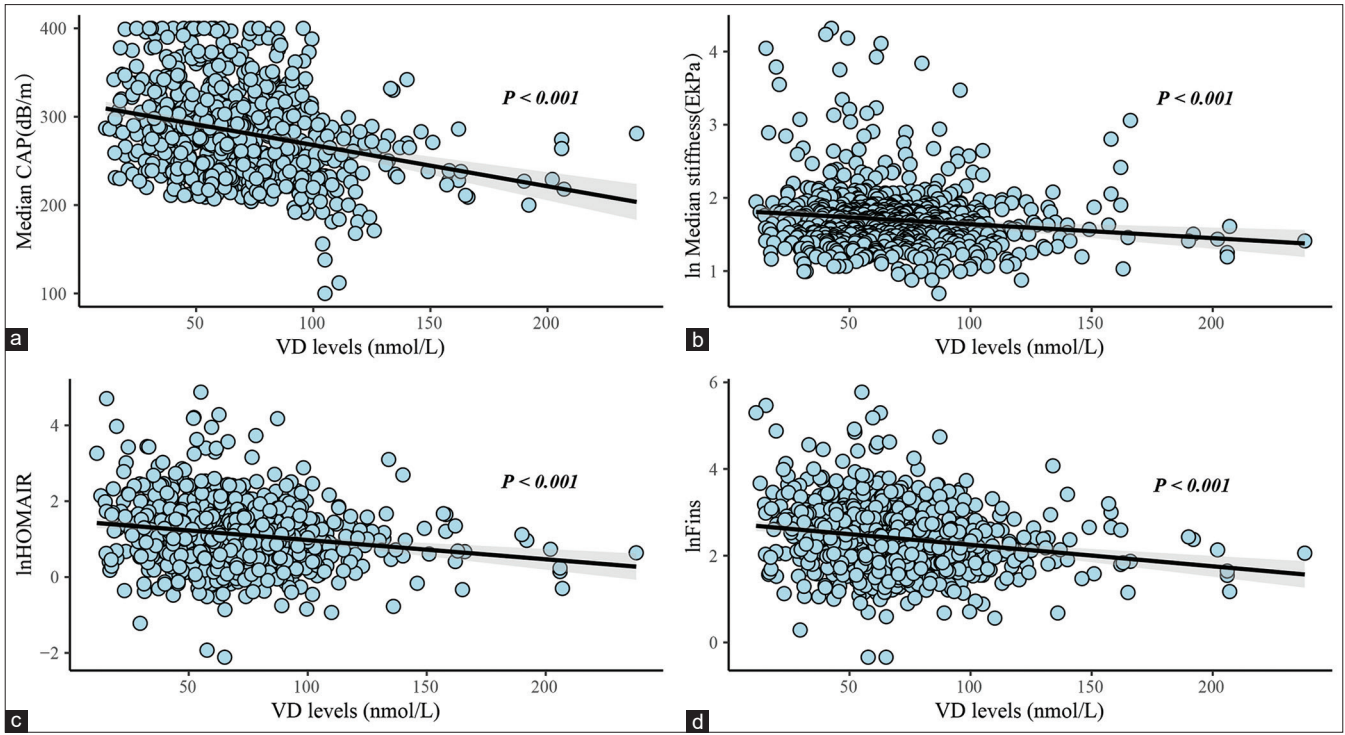 400
300
200
100
Median CAP(dB/m)
P < 0.001
50 100 150 200
VD levels (nmol/L)
a
4
3
2
1
ln Median stiffness(EkPa)
P < 0.001
50 100 150 200
VD levels (nmol/L)
b
4
2
0
−2
lnHOMAIR
P < 0.001
50 100 150 200
VD levels (nmol/L)
c
6
4
2
0
lnFins
P < 0.001
50 100 150 200
VD levels (nmol/L)
d